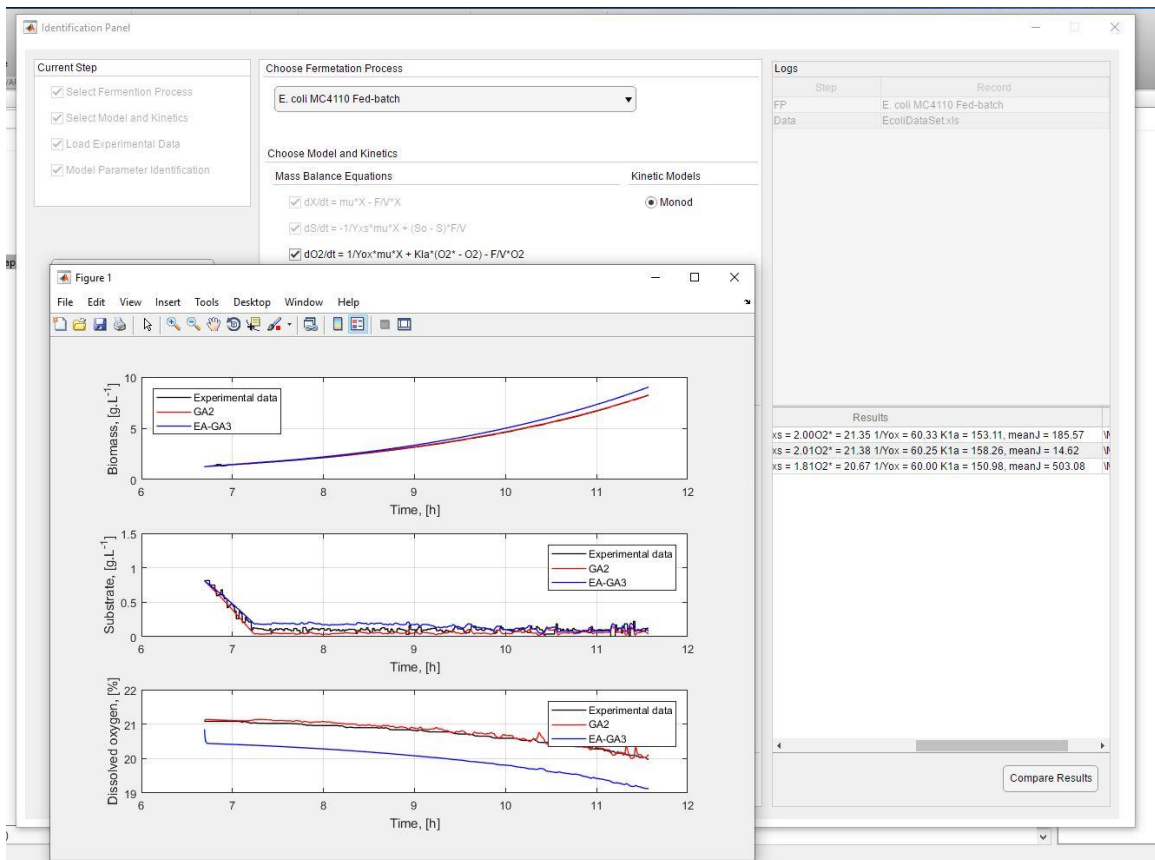 Identification Panel
Current Step
Select Fermention Process
Select Model and Kinetics
Load Experimental Data
Model Parameter Identification
Choose Fermetation Process
E. coli MC4110 Fed-batch
Choose Model and Kinetics
Mass Balance Equations
Kinetic Models
dX/dt = mu*X - F/V*X
Monod
dS/dt = -1/Yxs*mu*X + (So - S)*F/V
dO2/dt = 1/Yox*mu*X + Kla*(O2* - O2) - F/V*O2
Logs
Step Record
FP E. coli MC4110 Fed-batch
Data EcoliDataSet.xls
Results
xs = 2.00O2* = 21.35 1/Yox = 60.33 K1a = 153.11, meanJ = 185.57
xs = 2.01O2* = 21.38 1/Yox = 60.25 K1a = 158.26, meanJ = 14.62
xs = 1.81O2* = 20.67 1/Yox = 60.00 K1a = 150.98, meanJ = 503.08
Compare Results
Figure 1
File Edit View Insert Tools Desktop Window Help
Biomass, [g.L⁻¹]
10
5
0
Experimental data
GA2
EA-GA3
6 7 8 9 10 11 12
Time, [h]
Substrate, [g.L⁻¹]
1.5
1
0.5
0
Experimental data
GA2
EA-GA3
6 7 8 9 10 11 12
Time, [h]
Dissolved oxygen, [%]
22
21
20
19
Experimental data
GA2
EA-GA3
6 7 8 9 10 11 12
Time, [h]